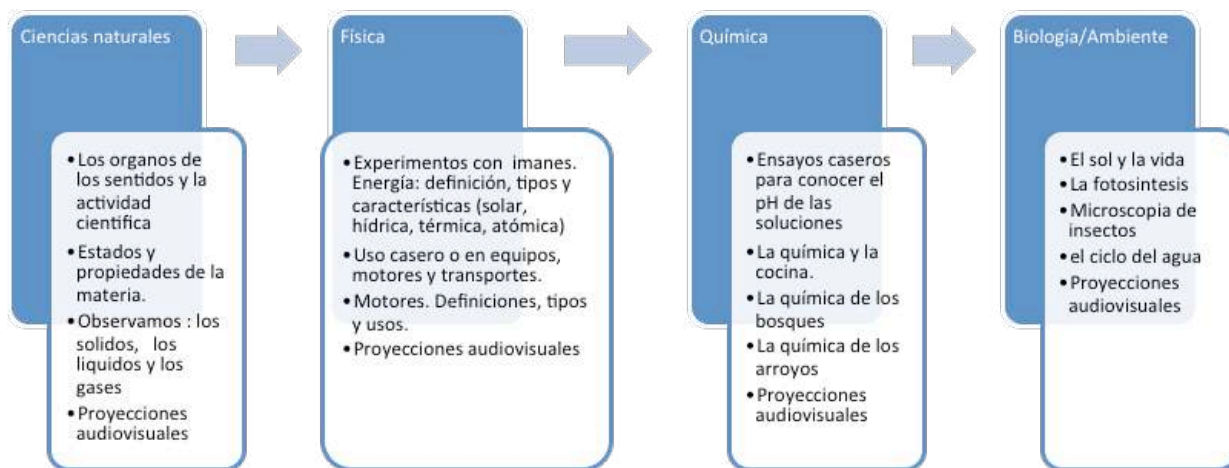 Ciencias naturales
• Los organos de
los sentidos y la
actividad
cientifica
• Estados y
propiedades de la
materia.
• Observamos : los
solidos, los
liquidos y los
gases
• Proyecciones
audiovisuales
Física
• Experimentos con imanes.
Energía: definición, tipos y
características (solar,
hídrica, térmica, atómica)
• Uso casero o en equipos,
motores y transportes.
• Motores. Definiciones, tipos
y usos.
• Proyecciones audiovisuales
Química
• Ensayos caseros
para conocer el
pH de las
soluciones
• La química y la
cocina.
• La química de los
bosques
• La química de los
arroyos
• Proyecciones
audiovisuales
Biologia/Ambiente
• El sol y la vida
• La fotosintesis
• Microscopia de
insectos
• el ciclo del agua
• Proyecciones
audiovisuales